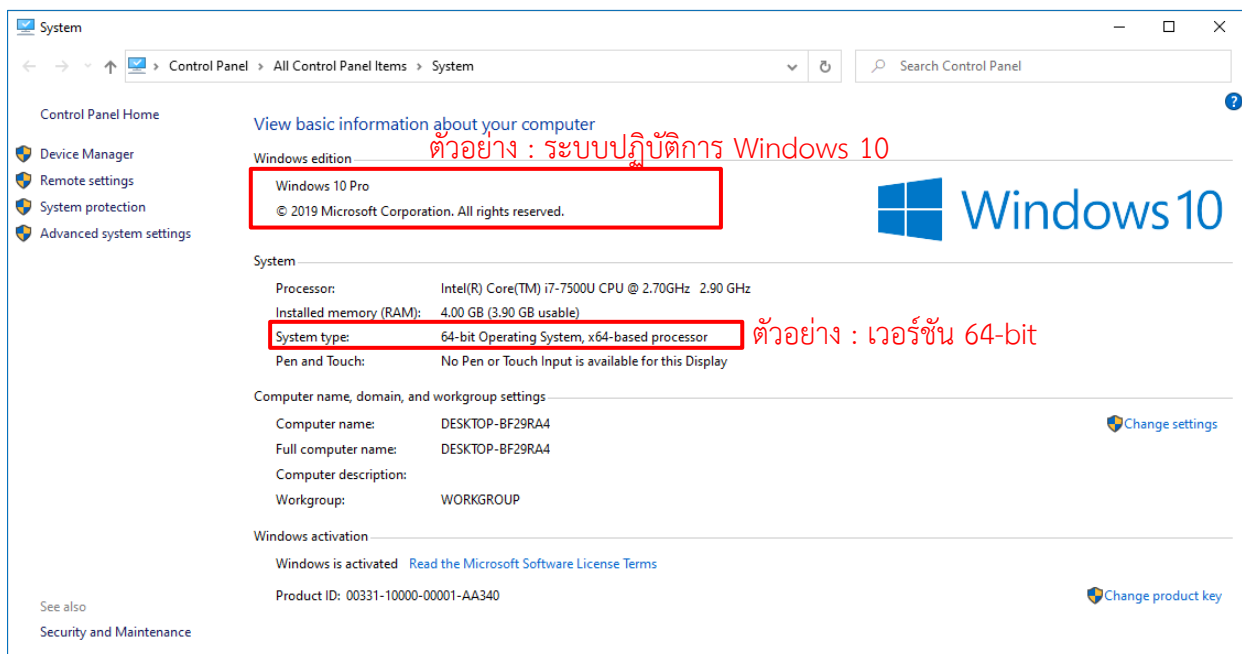 System
Control Panel > All Control Panel Items > System
Search Control Panel
Control Panel Home
Device Manager
Remote settings
System protection
Advanced system settings
See also
Security and Maintenance
?
View basic information about your computer
ตัวอย่าง : ระบบปฏิบัติการ Windows 10
Windows edition
Windows 10 Pro
© 2019 Microsoft Corporation. All rights reserved.
Windows 10
System
Processor: Intel(R) Core(TM) i7-7500U CPU @ 2.70GHz 2.90 GHz
Installed memory (RAM): 4.00 GB (3.90 GB usable)
System type: 64-bit Operating System, x64-based processor
ตัวอย่าง : เวอร์ชัน 64-bit
Pen and Touch: No Pen or Touch Input is available for this Display
Computer name, domain, and workgroup settings
Computer name: DESKTOP-BF29RA4
Change settings
Full computer name: DESKTOP-BF29RA4
Computer description:
Workgroup: WORKGROUP
Windows activation
Windows is activated Read the Microsoft Software License Terms
Product ID: 00331-10000-00001-AA340
Change product key